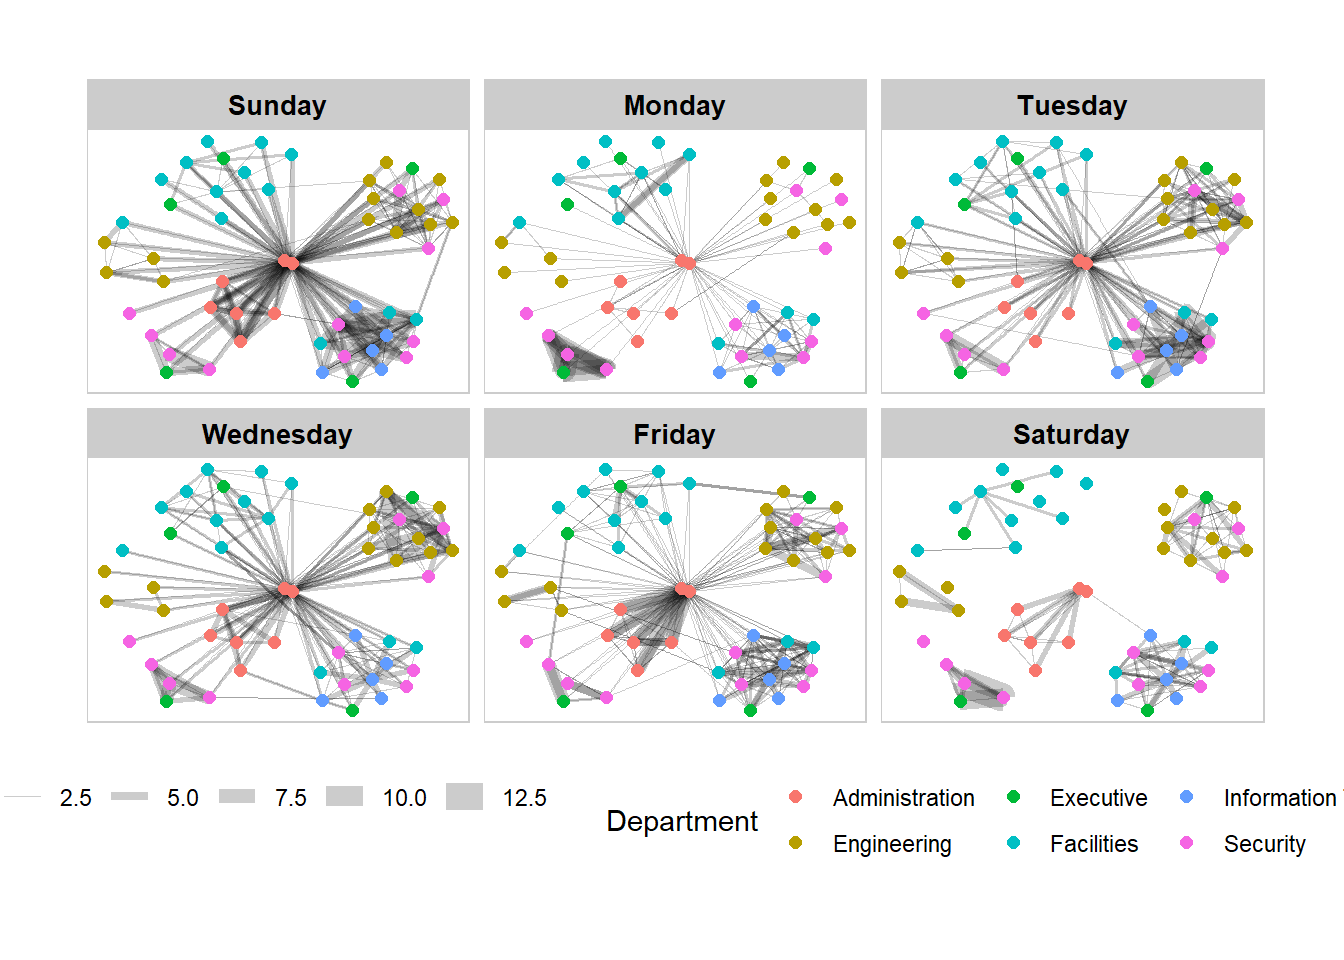 Sunday
Monday
Tuesday
Wednesday
Friday
Saturday
2.5 5.0 7.5 10.0 12.5
Department
Administration Executive Information
Engineering Facilities Security